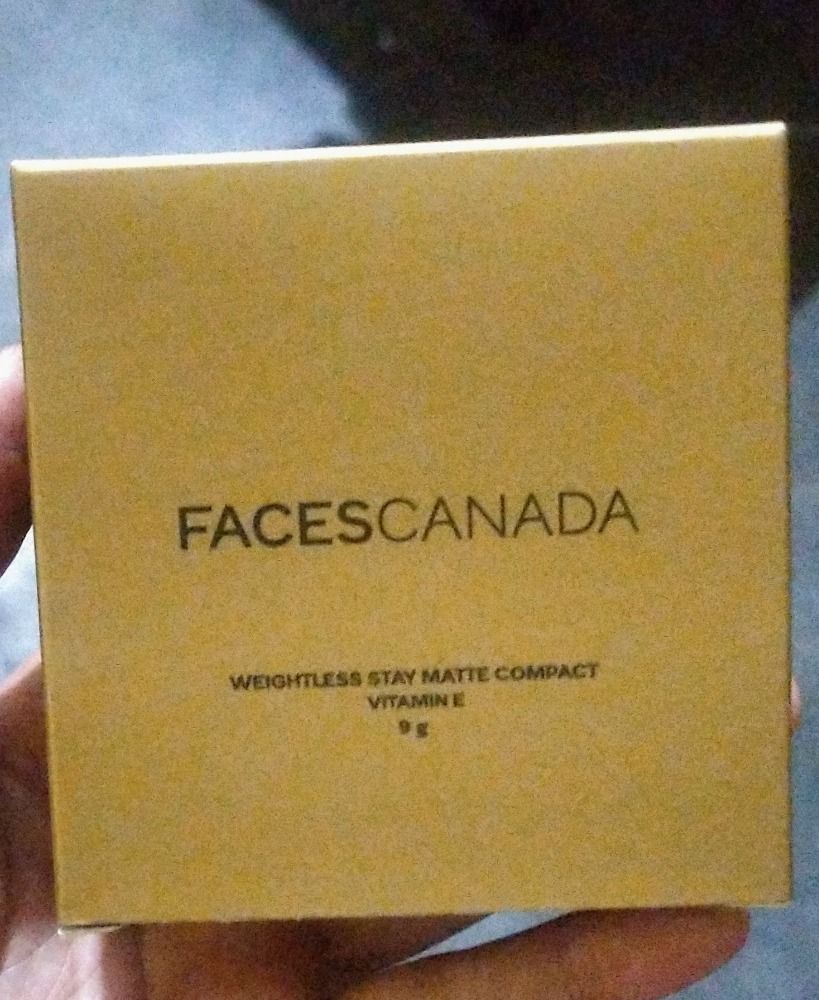 FACESCANADA
WEIGHTLESS STAY MATTE COMPACT
VITAMIN E
9 g